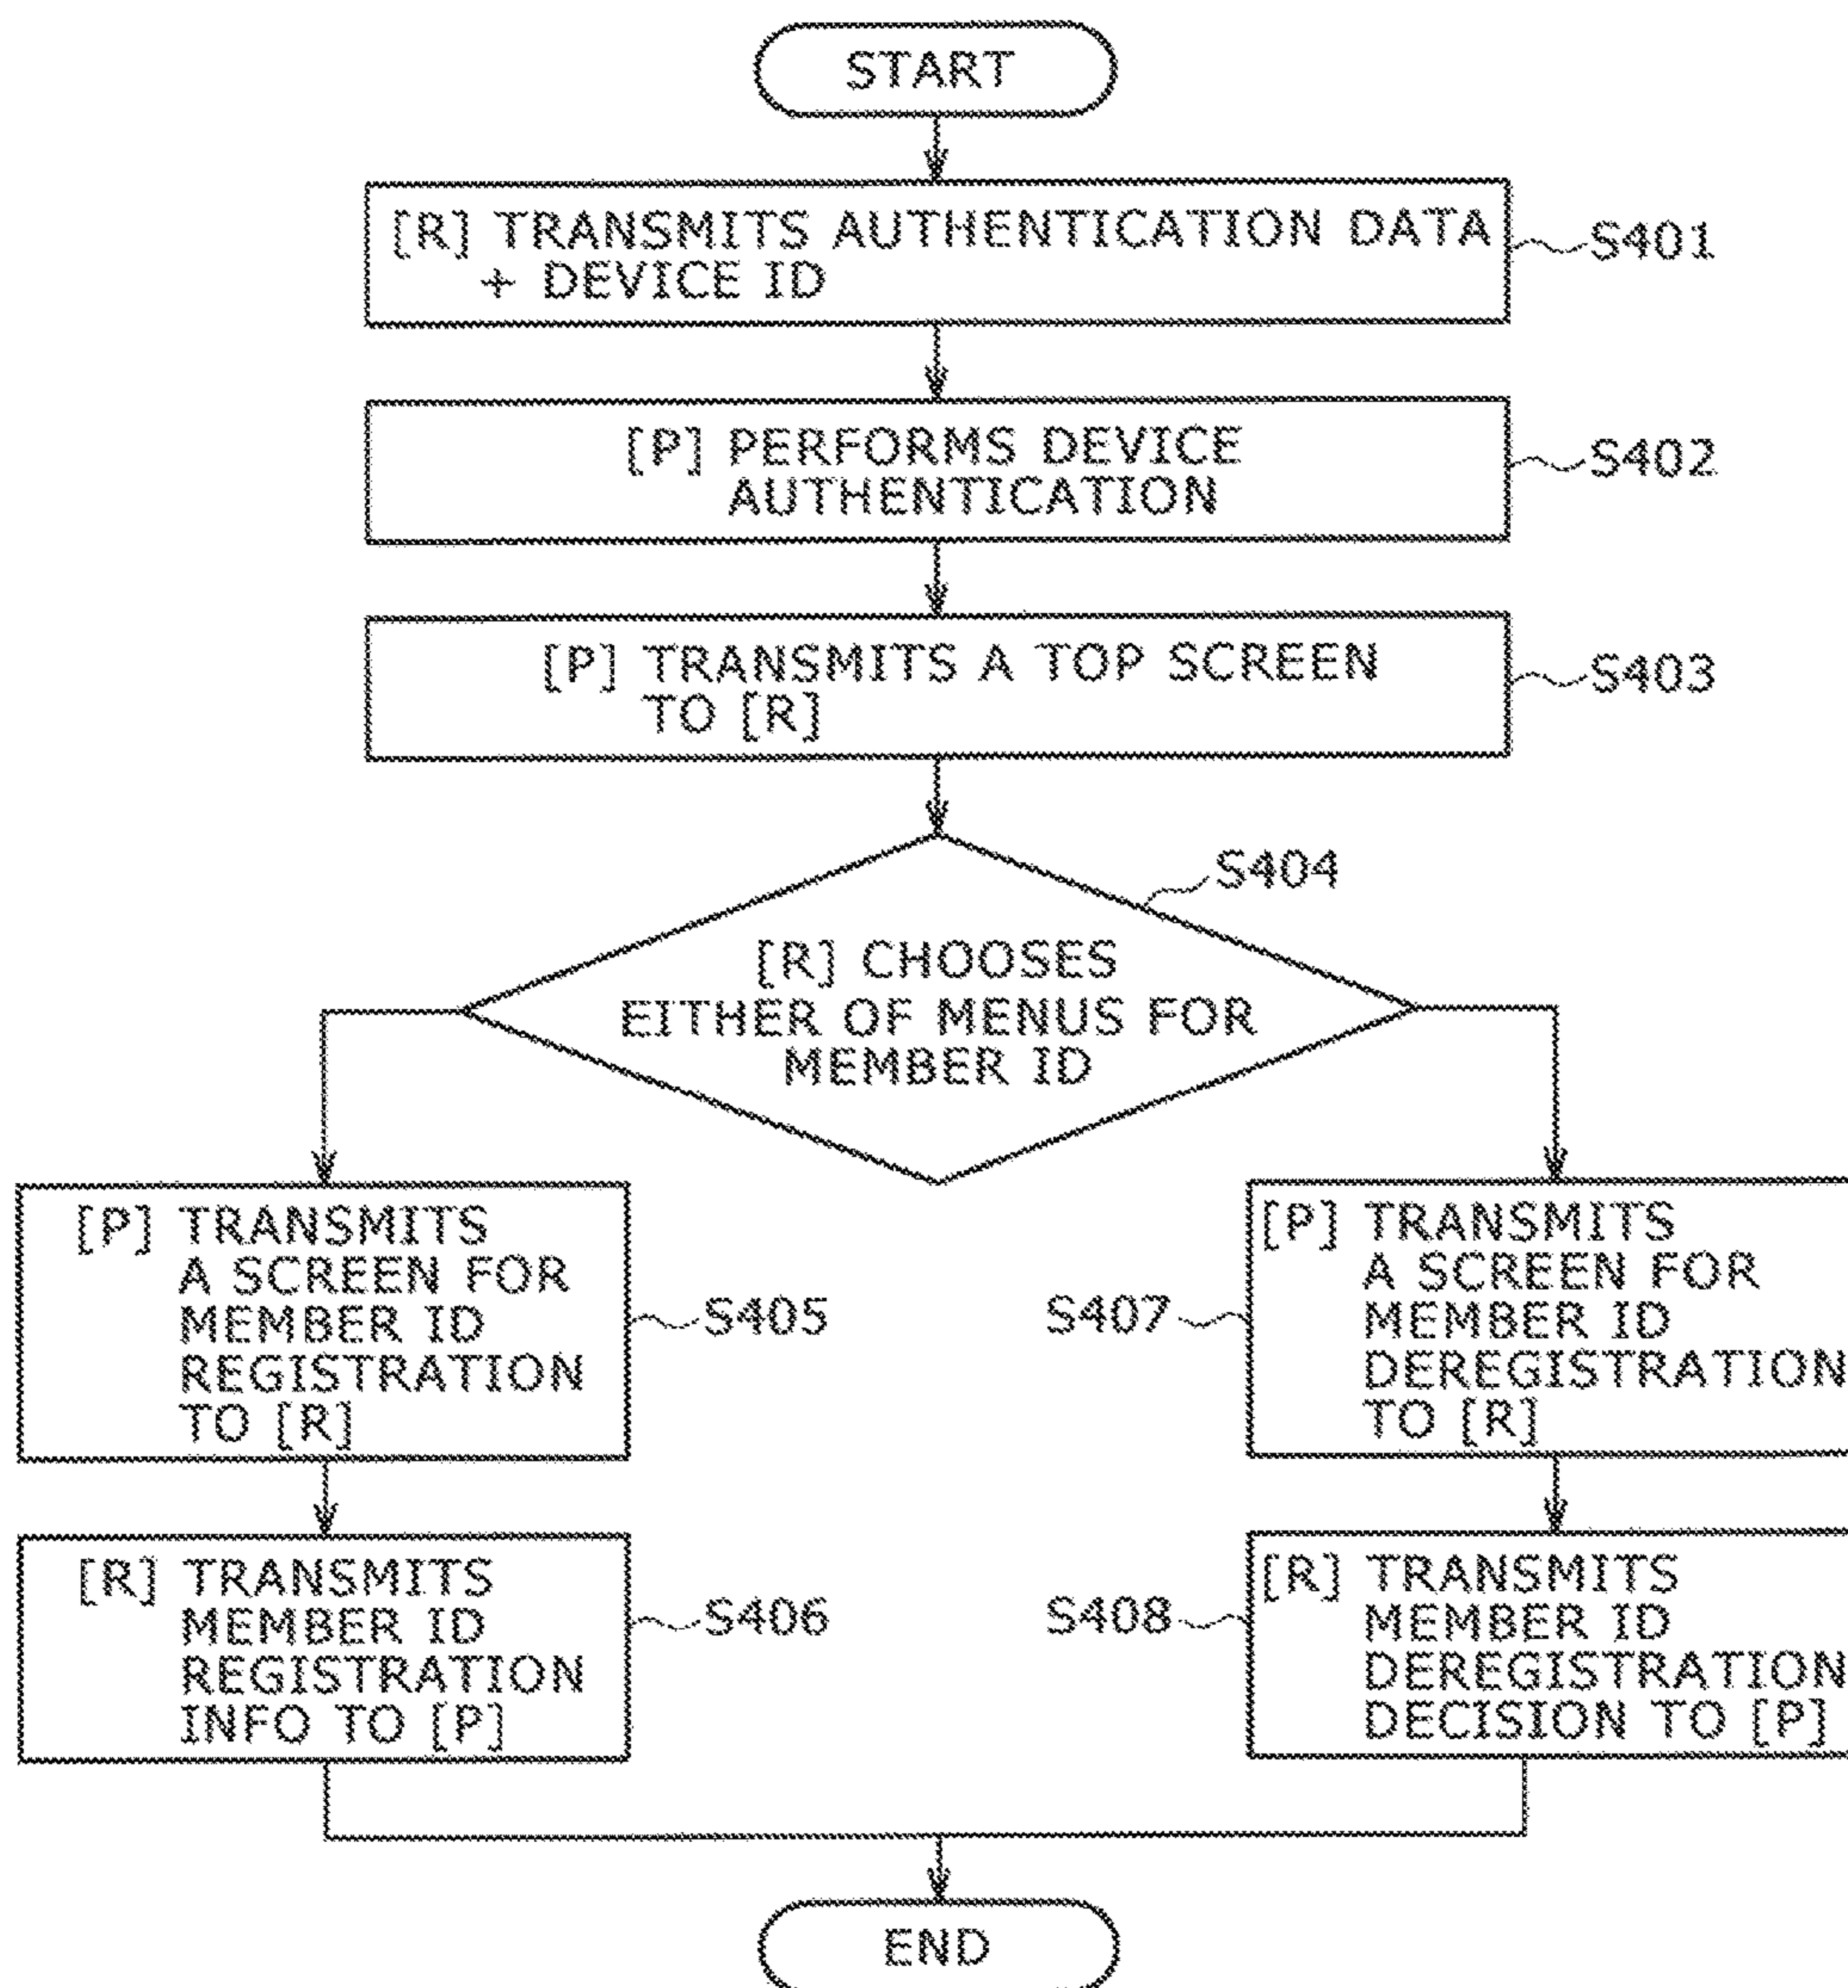 START
[R] TRANSMITS AUTHENTICATION DATA
+ DEVICE ID
S401
[P] PERFORMS DEVICE
AUTHENTICATION
S402
[P] TRANSMITS A TOP SCREEN
TO [R]
S403
S404
[R] CHOOSES
EITHER OF MENUS FOR
MEMBER ID
[P] TRANSMITS
A SCREEN FOR
MEMBER ID
REGISTRATION
TO [R]
S405
S407
[P] TRANSMITS
A SCREEN FOR
MEMBER ID
DEREGISTRATION
TO [R]
[R] TRANSMITS
MEMBER ID
REGISTRATION
INFO TO [P]
S406
S408
[R] TRANSMITS
MEMBER ID
DEREGISTRATION
DECISION TO [P]
END